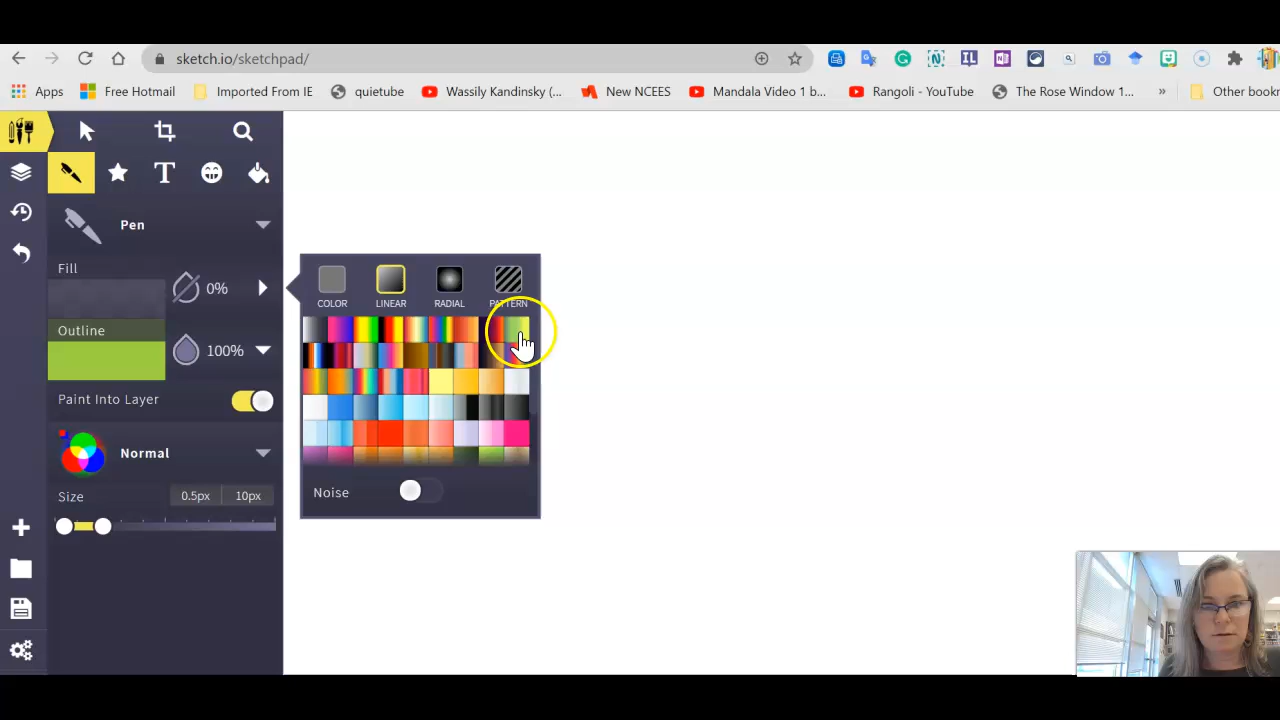 sketch.io/sketchpad/
Apps
Free Hotmail
Imported From IE
quietube
Wassily Kandinsky (...
New NCEES
Mandala Video 1 b...
Rangoli - YouTube
The Rose Window 1...
»
Other bookm
T
Pen
Fill
0%
Outline
100%
Paint Into Layer
Normal
Size
0.5px
10px
COLOR
LINEAR
RADIAL
PATTERN
Noise